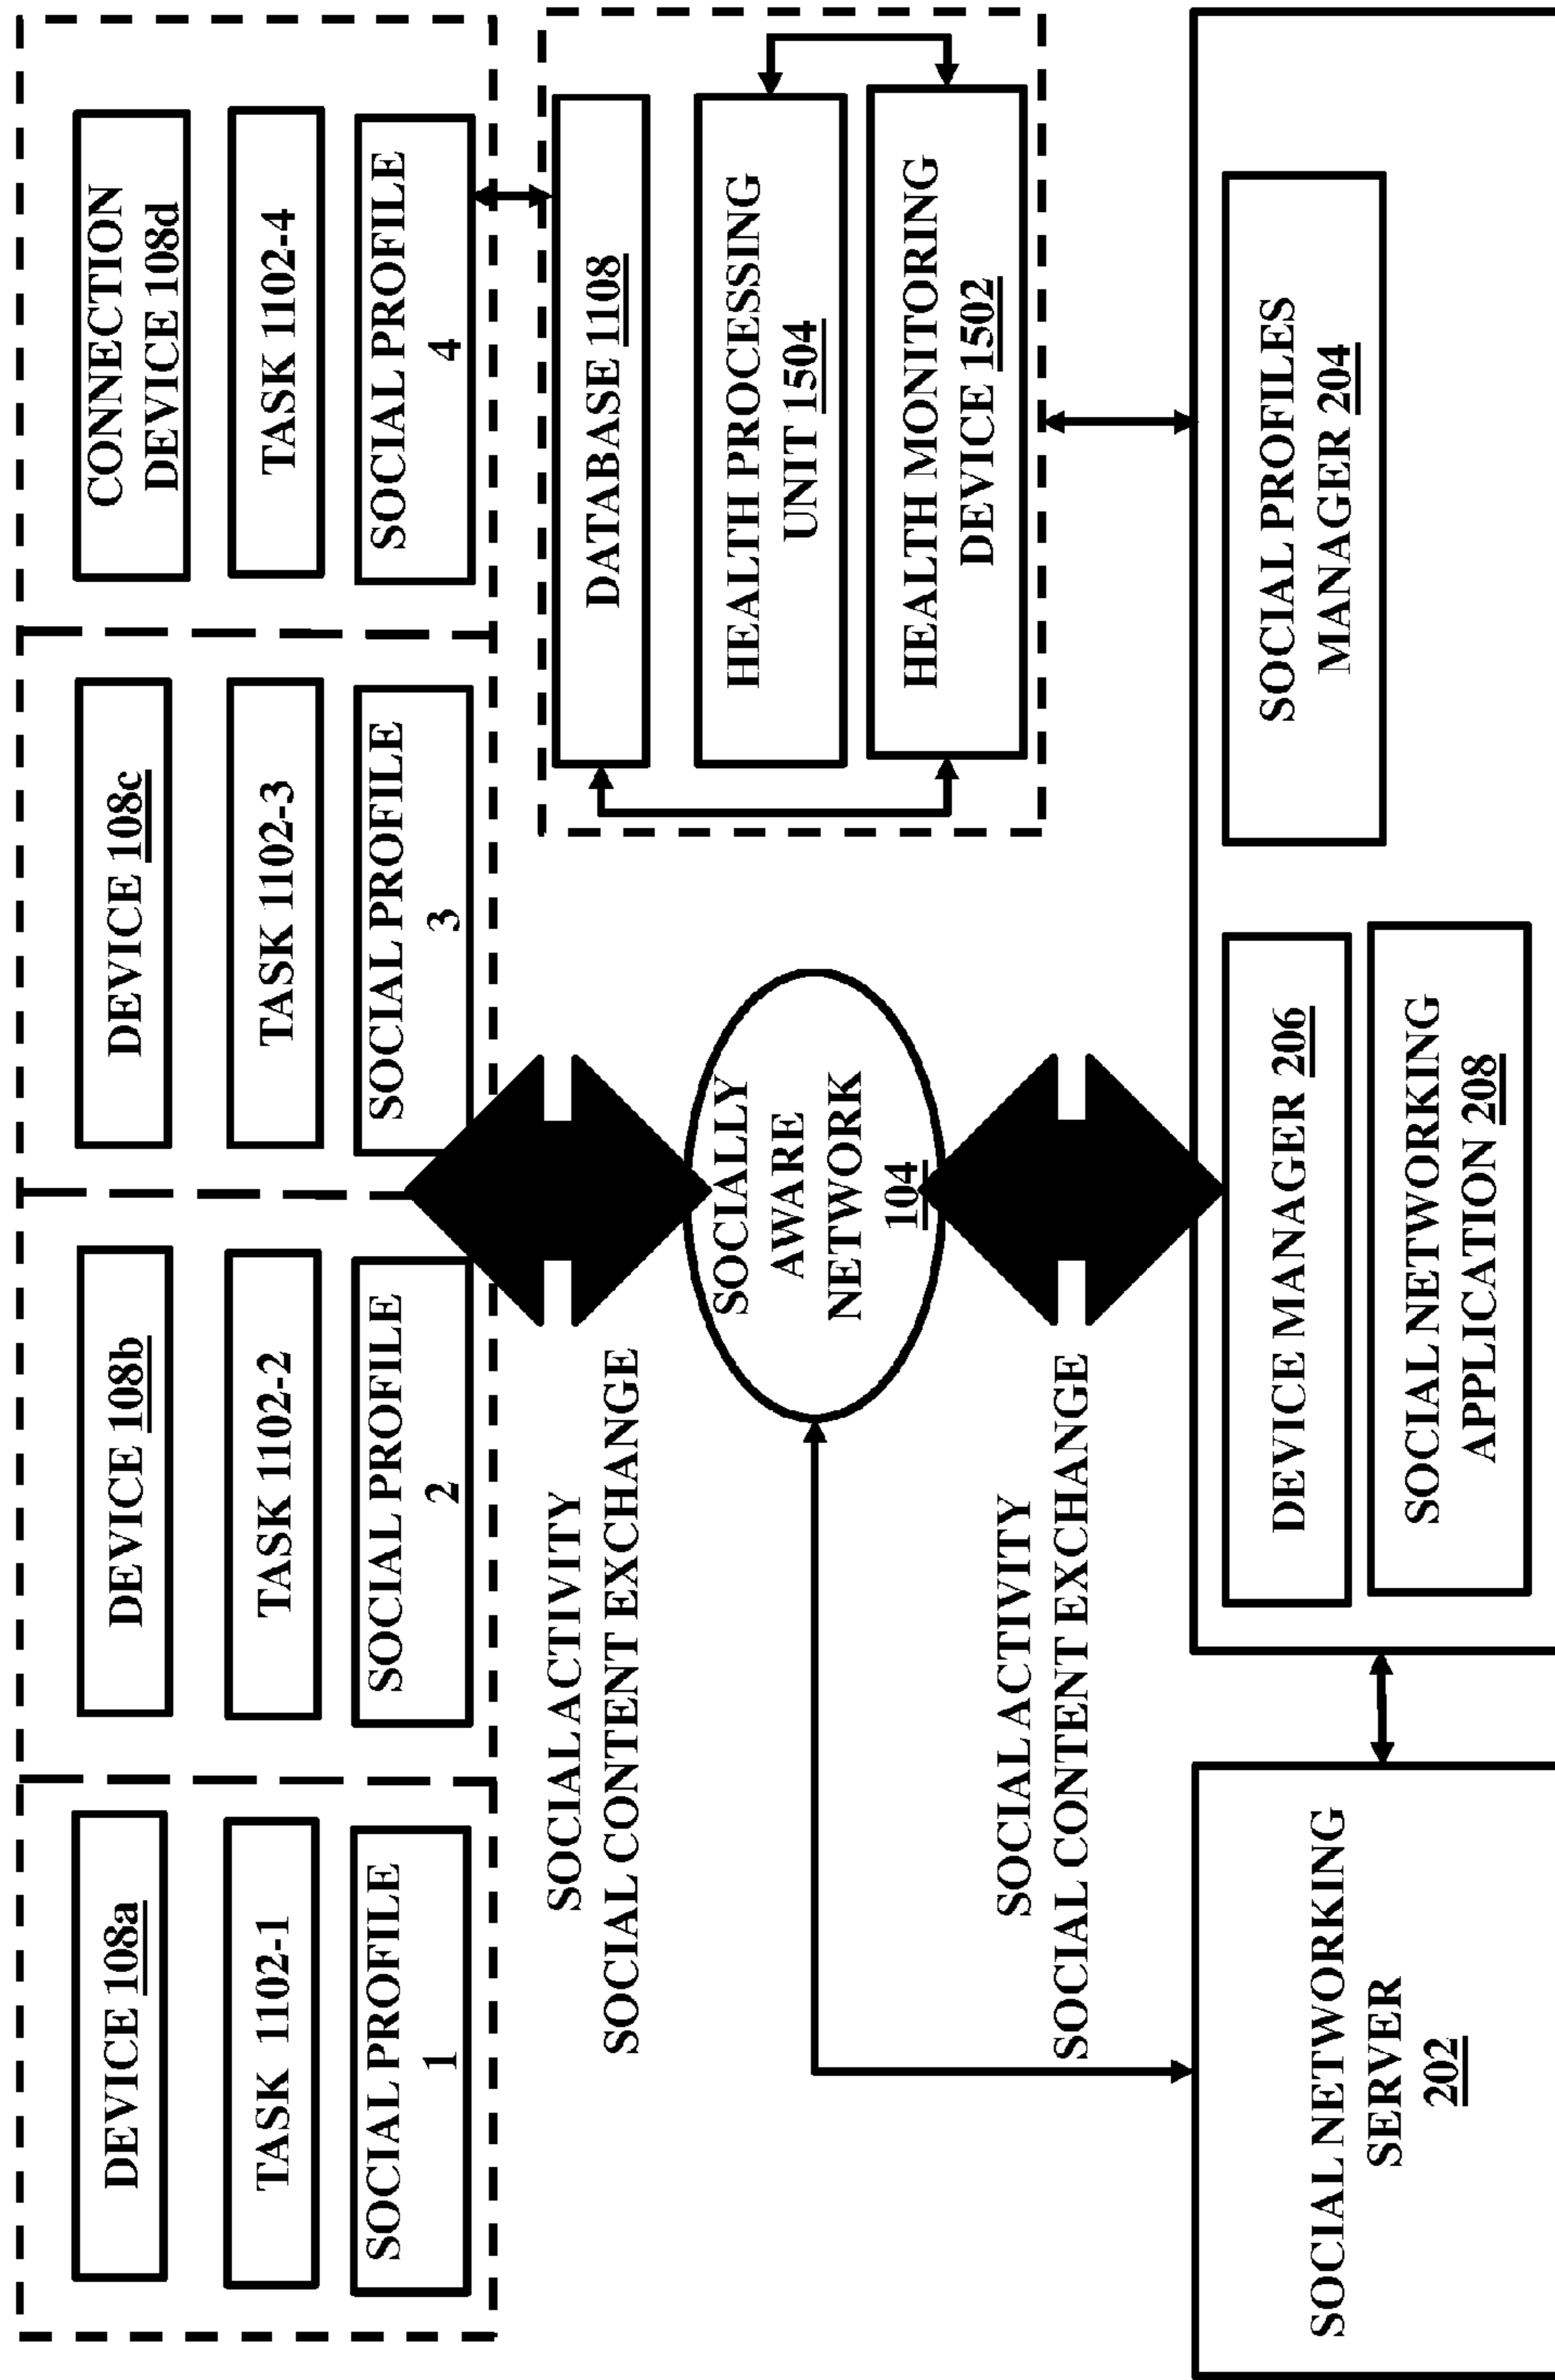 DEVICE 108a
TASK 1102-1
SOCIAL PROFILE
1
DEVICE 108b
TASK 1102-2
SOCIAL PROFILE
2
DEVICE 108c
TASK 1102-3
SOCIAL PROFILE
3
CONNECTION
DEVICE 108d
TASK 1102-4
SOCIAL PROFILE
4
SOCIAL ACTIVITY
SOCIAL CONTENT EXCHANGE
SOCIALLY
AWARE
NETWORK
104
DATABASE 1108
HEALTH PROCESSING
UNIT 1504
HEALTH MONITORING
DEVICE 1502
SOCIAL ACTIVITY
SOCIAL CONTENT EXCHANGE
SOCIAL NETWORKING
SERVER
202
DEVICE MANAGER 206
SOCIAL NETWORKING
APPLICATION 208
SOCIAL PROFILES
MANAGER 204